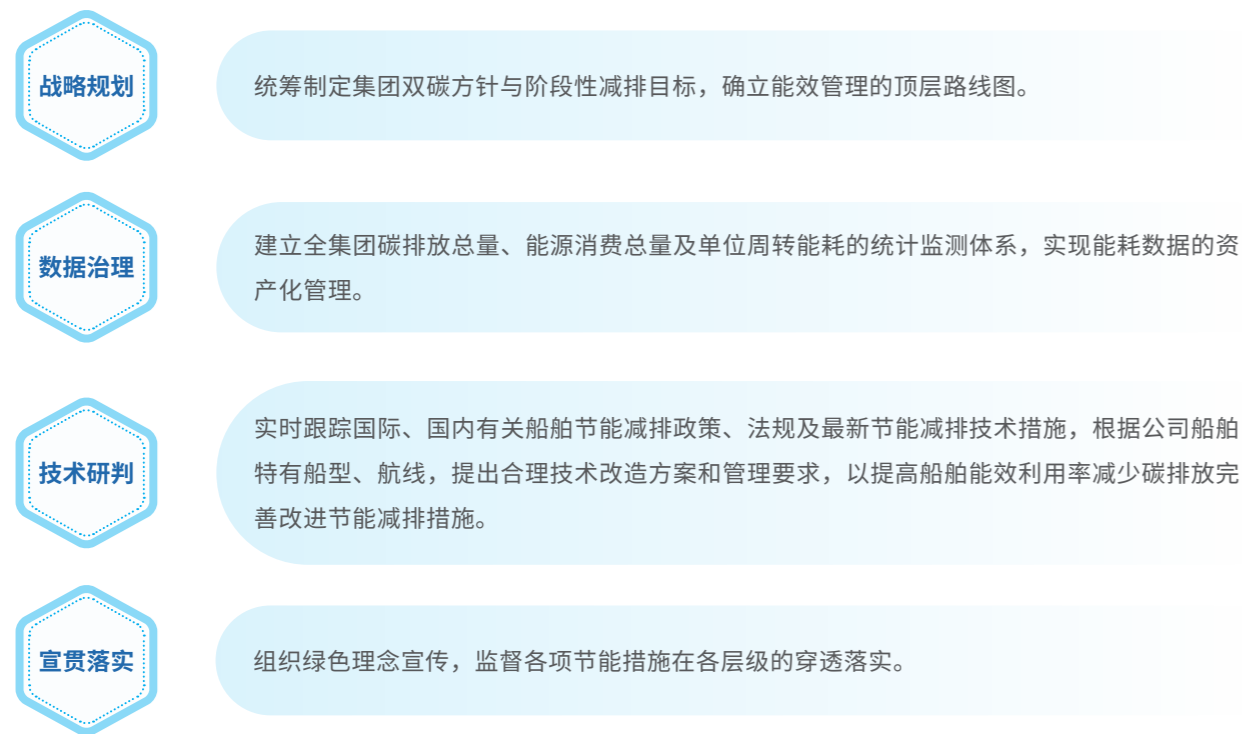 战略规划
统筹制定集团双碳方针与阶段性减排目标，确立能效管理的顶层路线图。
数据治理
建立全集团碳排放总量、能源消费总量及单位周转能耗的统计监测体系，实现能耗数据的资
产化管理。
技术研判
实时跟踪国际、国内有关船舶节能减排政策、法规及最新节能减排技术措施，根据公司船舶
特有船型、航线，提出合理技术改造方案和管理要求，以提高船舶能效利用率减少碳排放完
善改进节能减排措施。
宣贯落实
组织绿色理念宣传，监督各项节能措施在各层级的穿透落实。